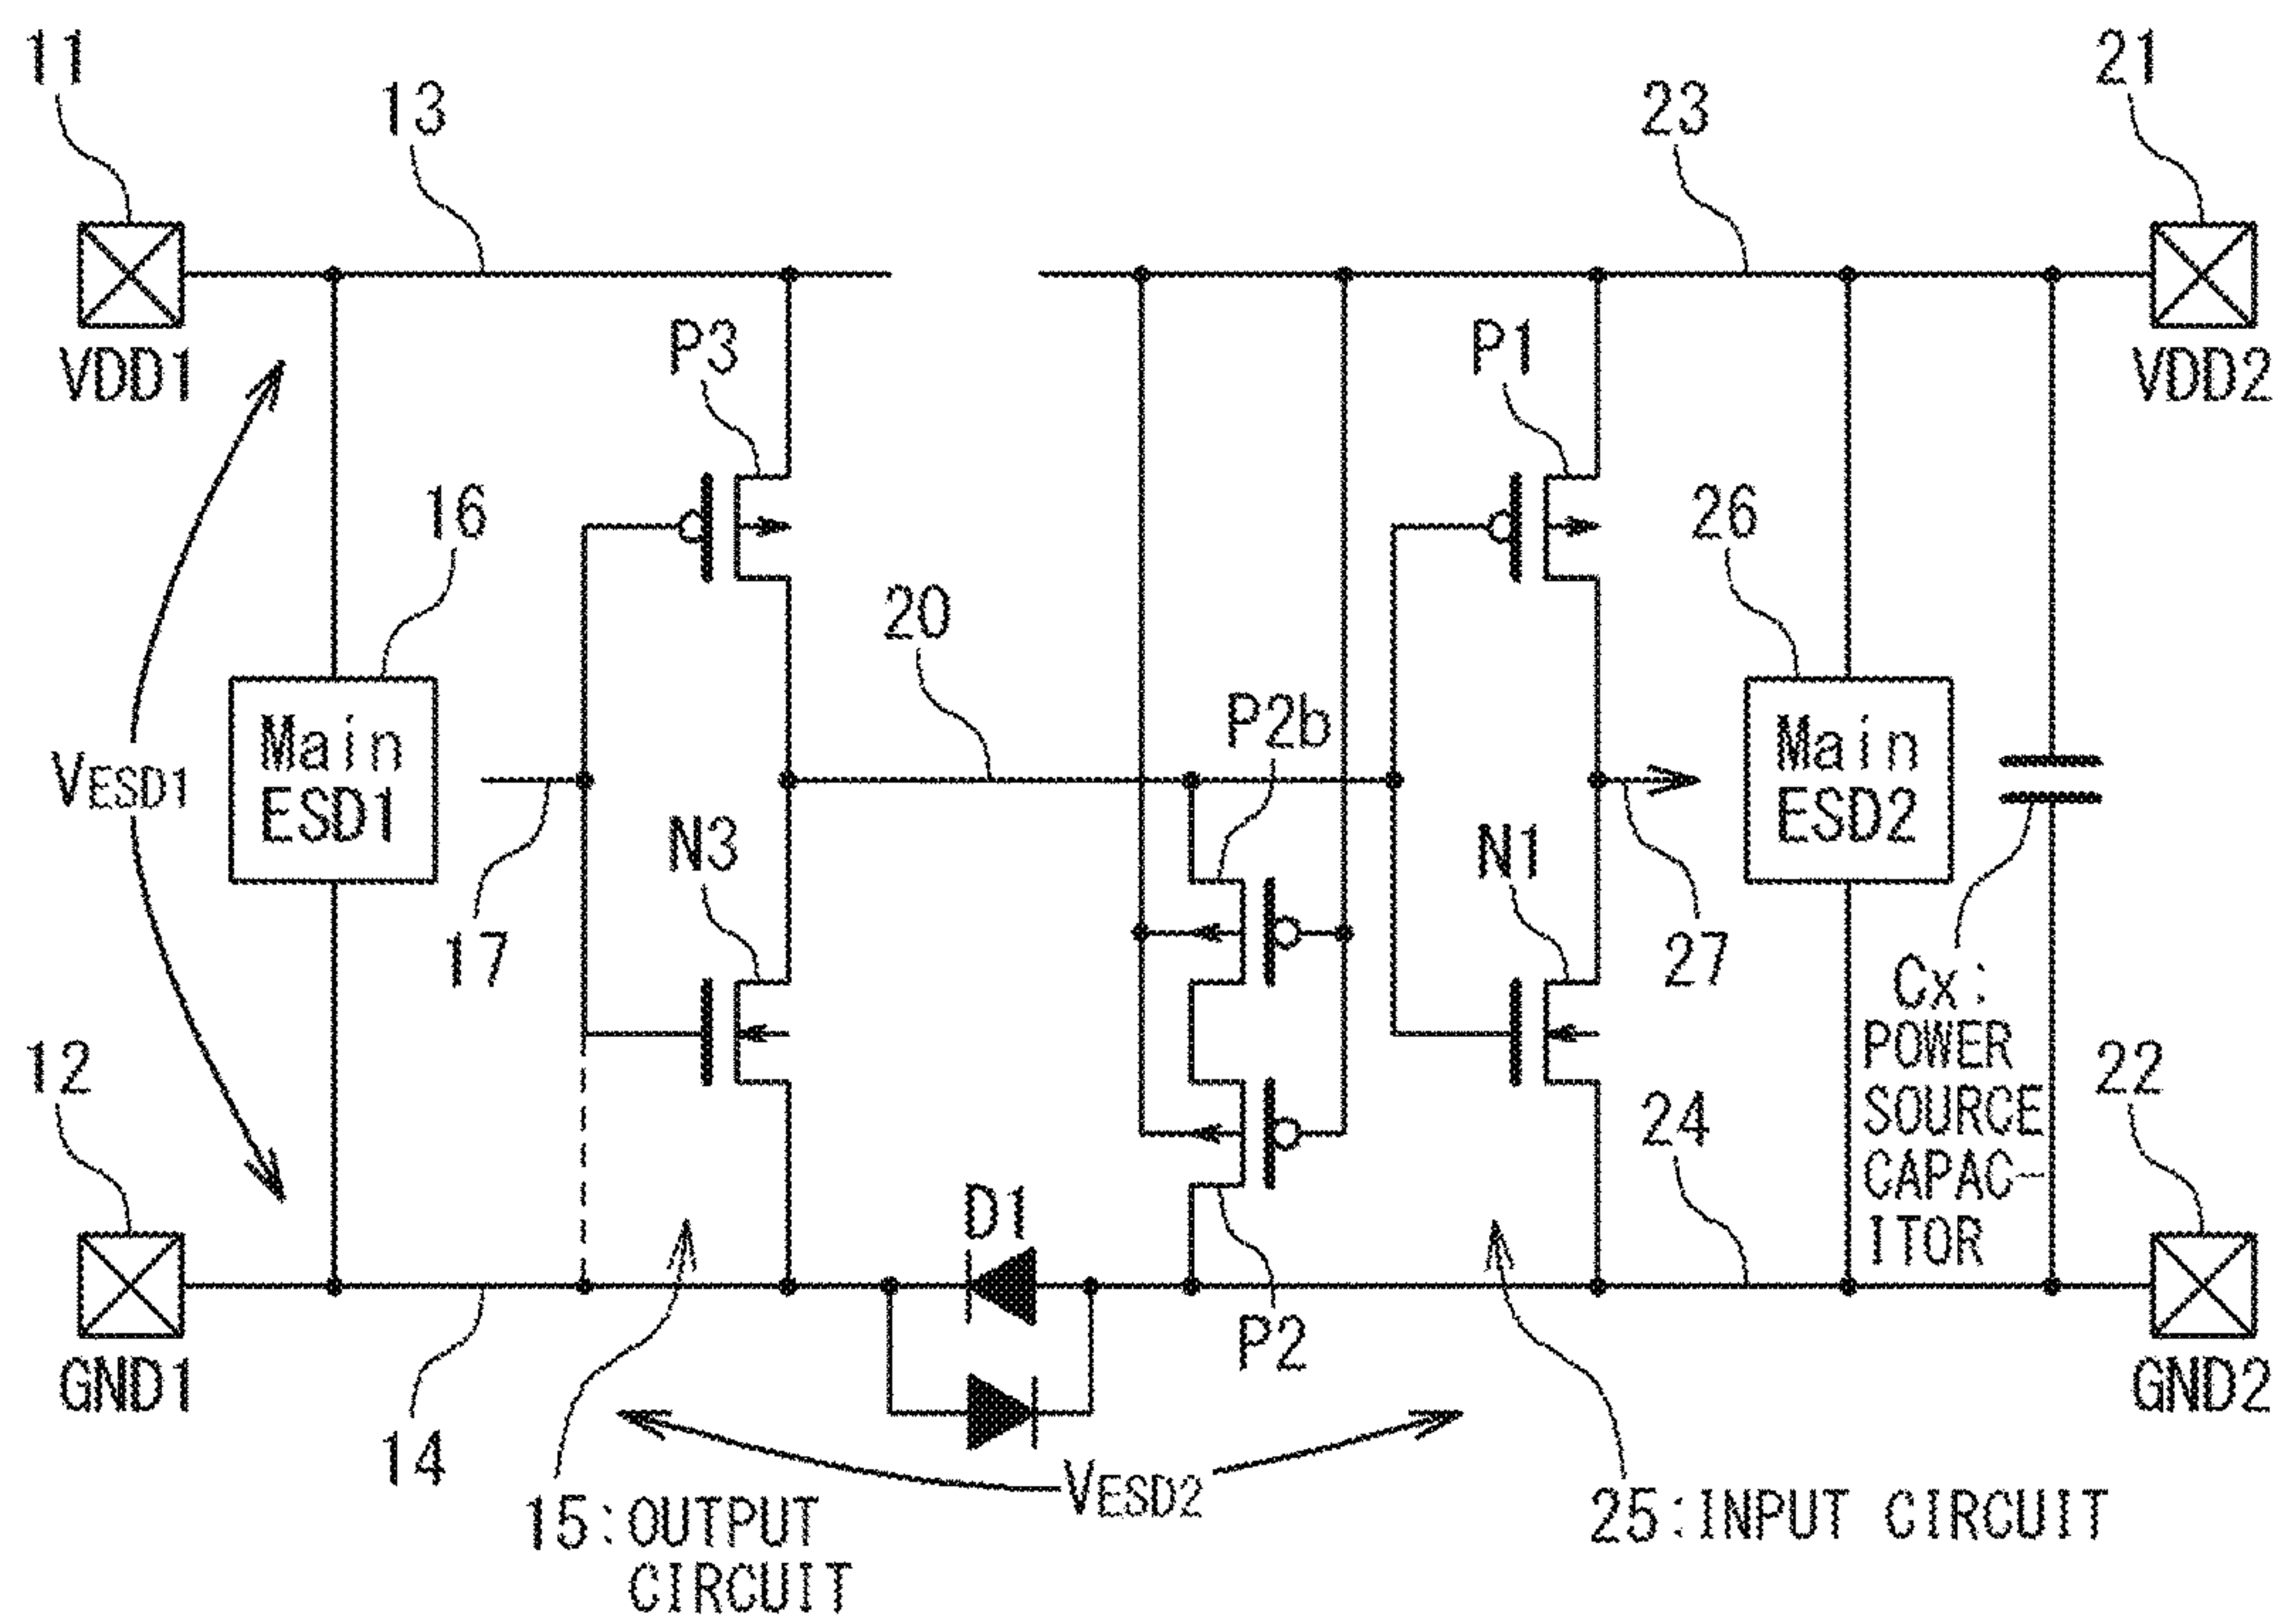 11
13
23
21
VDD1
P3
P1
VDD2
16
26
20
P2b
VESD1
Main
ESD1
Main
ESD2
N3
N1
17
27
Cx:
POWER
SOURCE
CAPAC-
ITOR
12
24
22
D1
P2
GND1
GND2
14
VESD2
15:OUTPUT
CIRCUIT
25:INPUT CIRCUIT